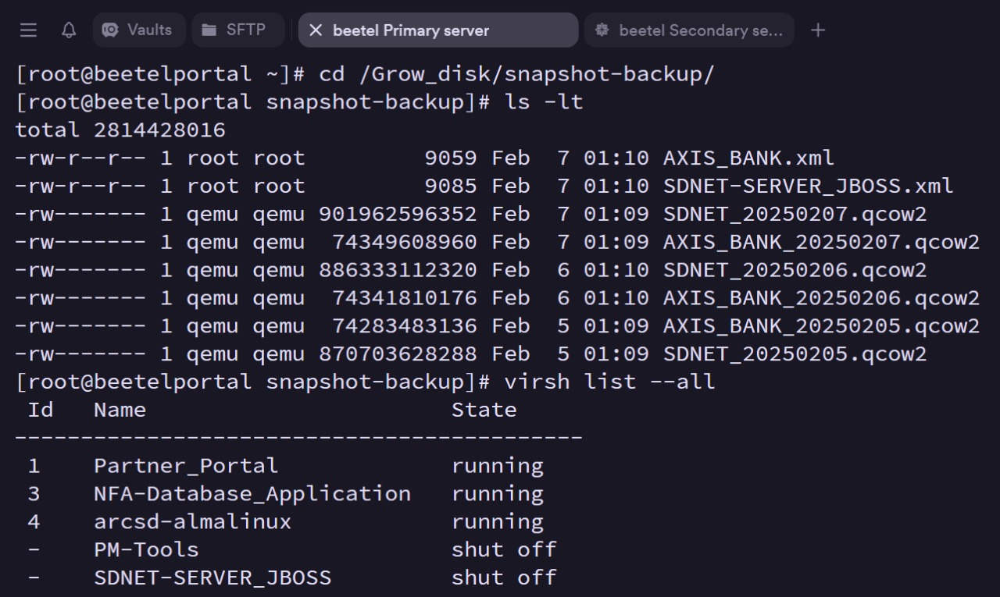 Vaults SFTP beetel Primary server beetel Secondary se...
[root@beetelportal ~]# cd /Grow_disk/snapshot-backup/
[root@beetelportal snapshot-backup]# ls -lt
total 2814428016
-rw-r--r-- 1 root root         9059 Feb  7 01:10 AXIS_BANK.xml
-rw-r--r-- 1 root root         9085 Feb  7 01:10 SDNET-SERVER_JBOSS.xml
-rw------- 1 qemu qemu 901962596352 Feb  7 01:09 SDNET_20250207.qcow2
-rw------- 1 qemu qemu  74349608960 Feb  7 01:09 AXIS_BANK_20250207.qcow2
-rw------- 1 qemu qemu 886333112320 Feb  6 01:10 SDNET_20250206.qcow2
-rw------- 1 qemu qemu  74341810176 Feb  6 01:10 AXIS_BANK_20250206.qcow2
-rw------- 1 qemu qemu  74283483136 Feb  5 01:09 AXIS_BANK_20250205.qcow2
-rw------- 1 qemu qemu 870703628288 Feb  5 01:09 SDNET_20250205.qcow2
[root@beetelportal snapshot-backup]# virsh list --all
 Id   Name                       State
-------------------------------------------
 1    Partner_Portal             running
 3    NFA-Database_Application   running
 4    arcsd-almalinux            running
 -    PM-Tools                   shut off
 -    SDNET-SERVER_JBOSS         shut off